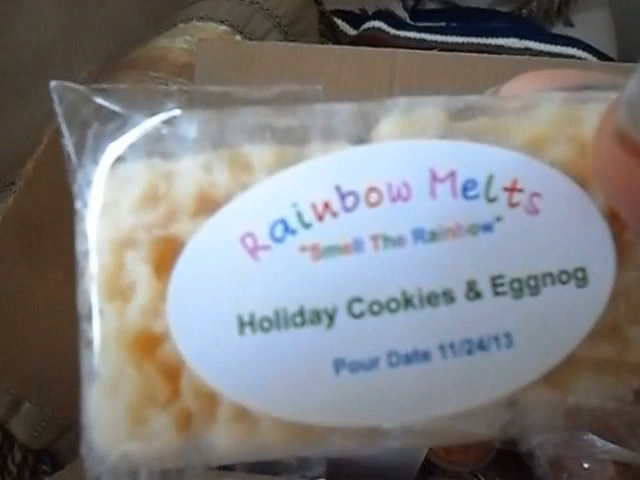 Rainbow Melts
"Smell The Rainbow"
Holiday Cookies & Eggnog
Pour Date 11/24/13